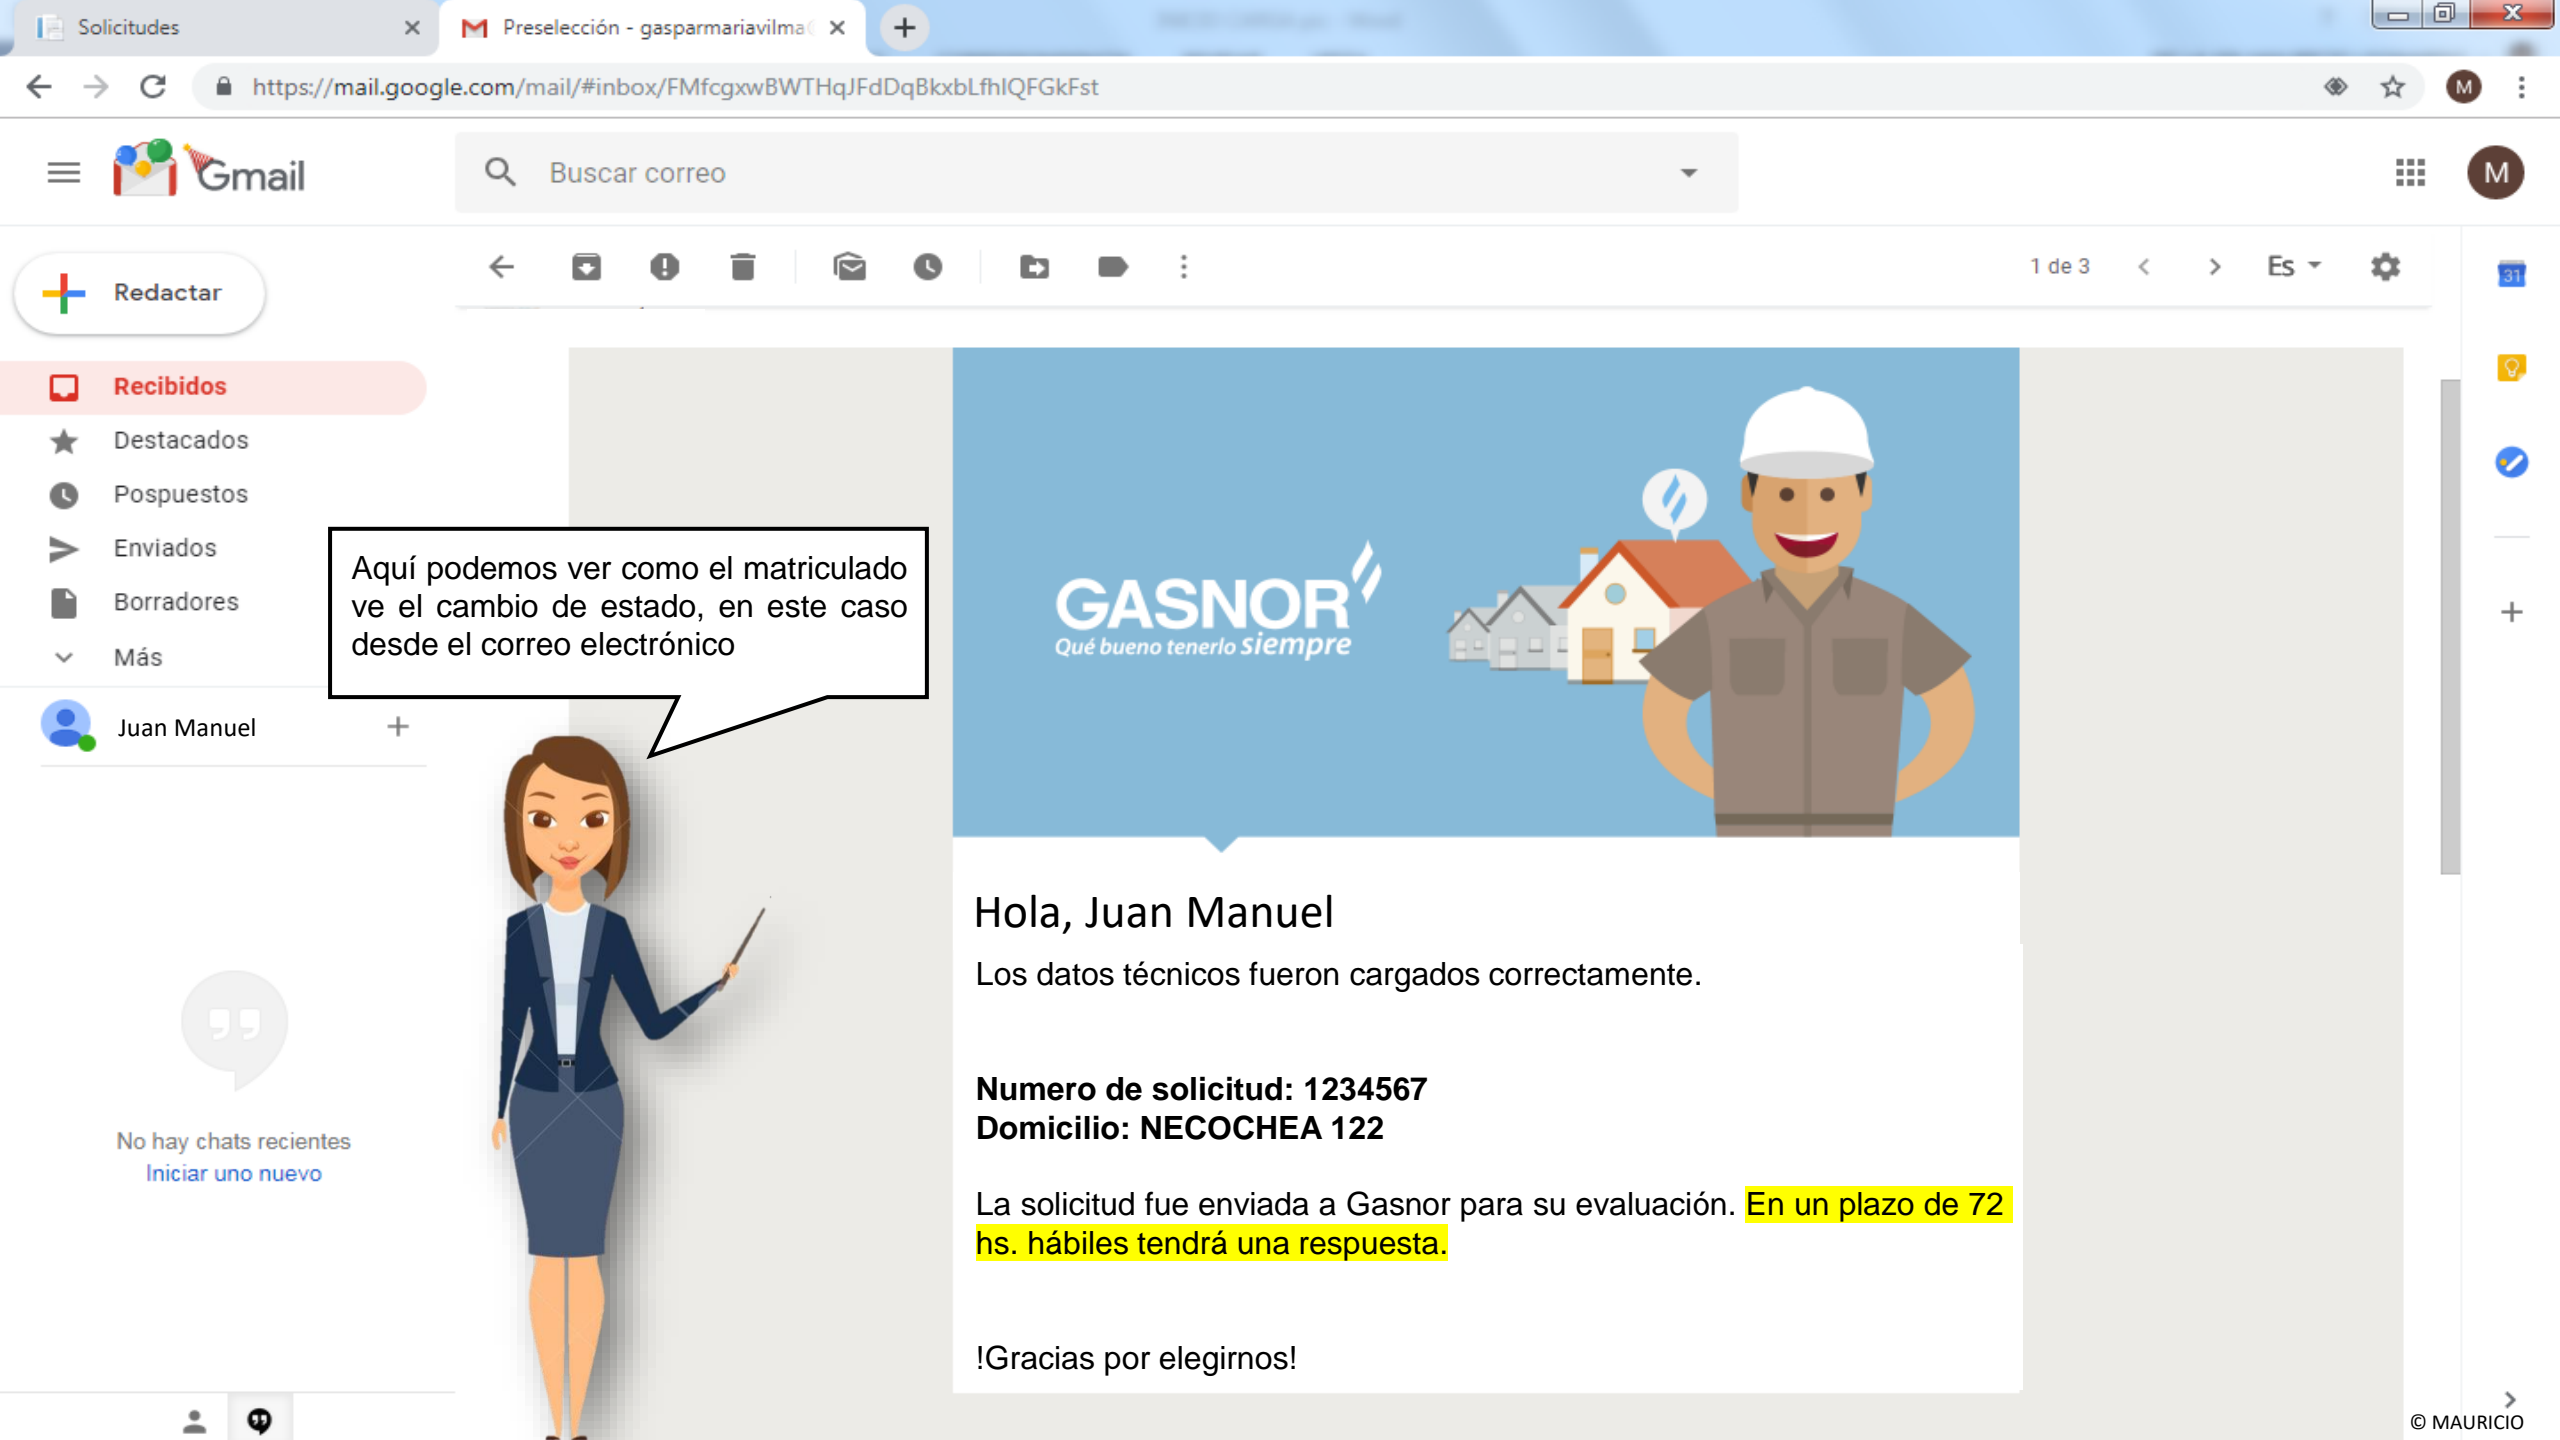 Solicitudes
Preselección - gasparmariavilma
https://mail.google.com/mail/#inbox/FMfcgxwBWTHqJFdDqBkxbLfhlQFGkFst
M
Gmail
Buscar correo
M
Redactar
1 de 3
Es
31
Recibidos
Destacados
Pospuestos
Enviados
Borradores
Más
Juan Manuel
Aquí podemos ver como el matriculado
ve el cambio de estado, en este caso
desde el correo electrónico
GASNOR
Qué bueno tenerlo siempre
Hola, Juan Manuel
Los datos técnicos fueron cargados correctamente.
Numero de solicitud: 1234567
Domicilio: NECOCHEA 122
La solicitud fue enviada a Gasnor para su evaluación. En un plazo de 72
hs. hábiles tendrá una respuesta.
!Gracias por elegirnos!
No hay chats recientes
Iniciar uno nuevo
© MAURICIO